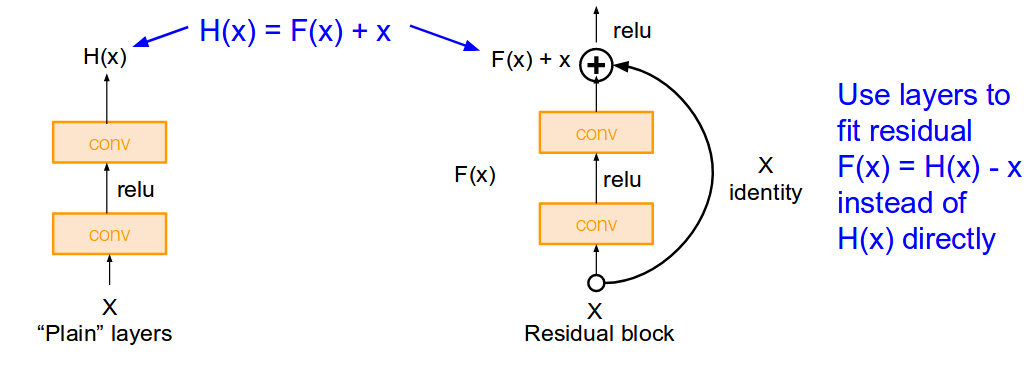 H(x) = F(x) + x
H(x)
conv
relu
conv
X
“Plain” layers
relu
F(x) + x
conv
F(x)
relu
conv
X
identity
X
Residual block
Use layers to
fit residual
F(x) = H(x) - x
instead of
H(x) directly